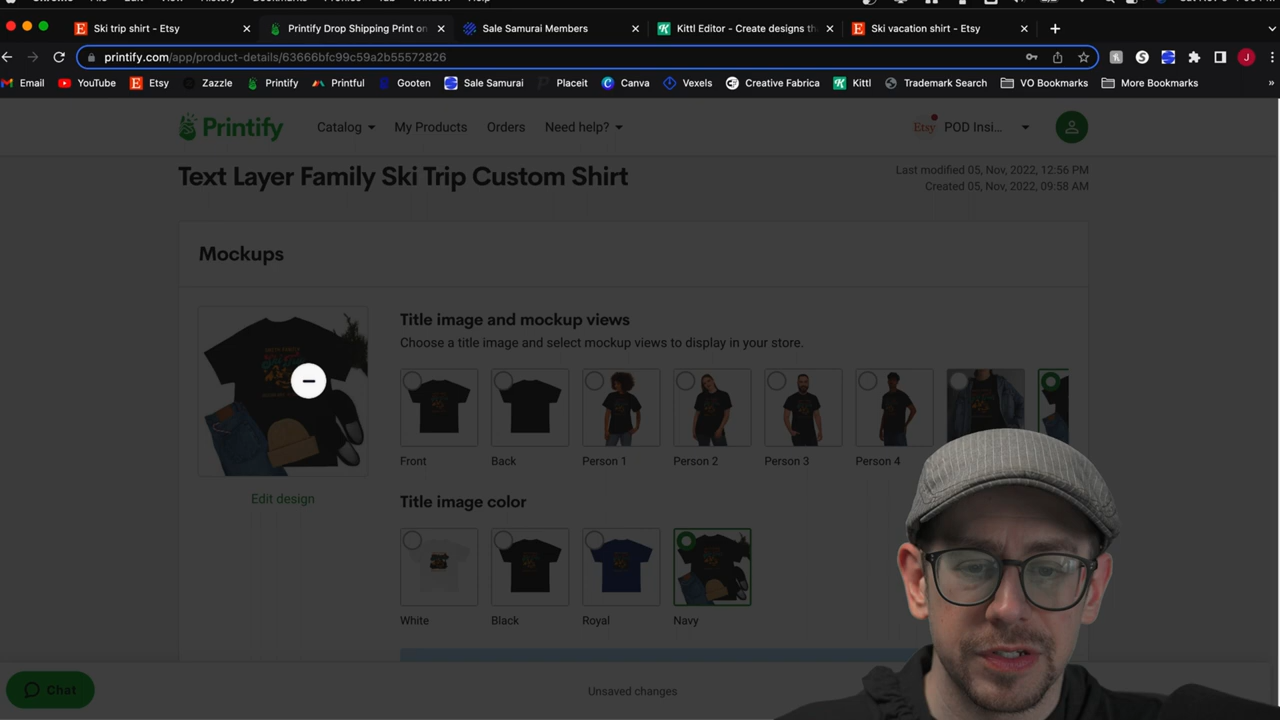 Ski trip shirt - Etsy
Printify Drop Shipping Print on
Sale Samurai Members
Kittl Editor - Create designs th
Ski vacation shirt - Etsy
printify.com/app/product-details/63666bfc99c59a2b55572826
J
Email
YouTube
Etsy
Zazzle
Printify
Printful
Gooten
Sale Samurai
Placeit
Canva
Vexels
Creative Fabrica
Kittl
Trademark Search
VO Bookmarks
More Bookmarks
»
Printify
Catalog
My Products
Orders
Need help?
Etsy
POD Insi...
Text Layer Family Ski Trip Custom Shirt
Last modified 05, Nov, 2022, 12:56 PM
Created 05, Nov, 2022, 09:58 AM
Mockups
Title image and mockup views
Choose a title image and select mockup views to display in your store.
Front
Back
Person 1
Person 2
Person 3
Person 4
Edit design
Title image color
White
Black
Royal
Navy
Chat
Unsaved changes